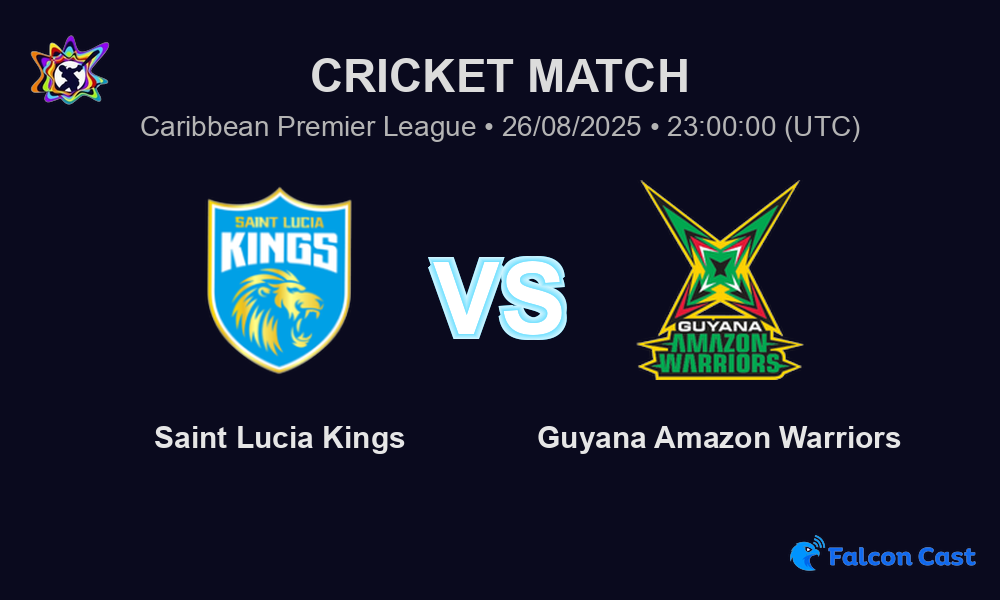 CRICKET MATCH
Caribbean Premier League • 26/08/2025 • 23:00:00 (UTC)
SAINT LUCIA
KINGS
VS
GUYANA
AMAZON
WARRIORS
Saint Lucia Kings
Guyana Amazon Warriors
Falcon Cast